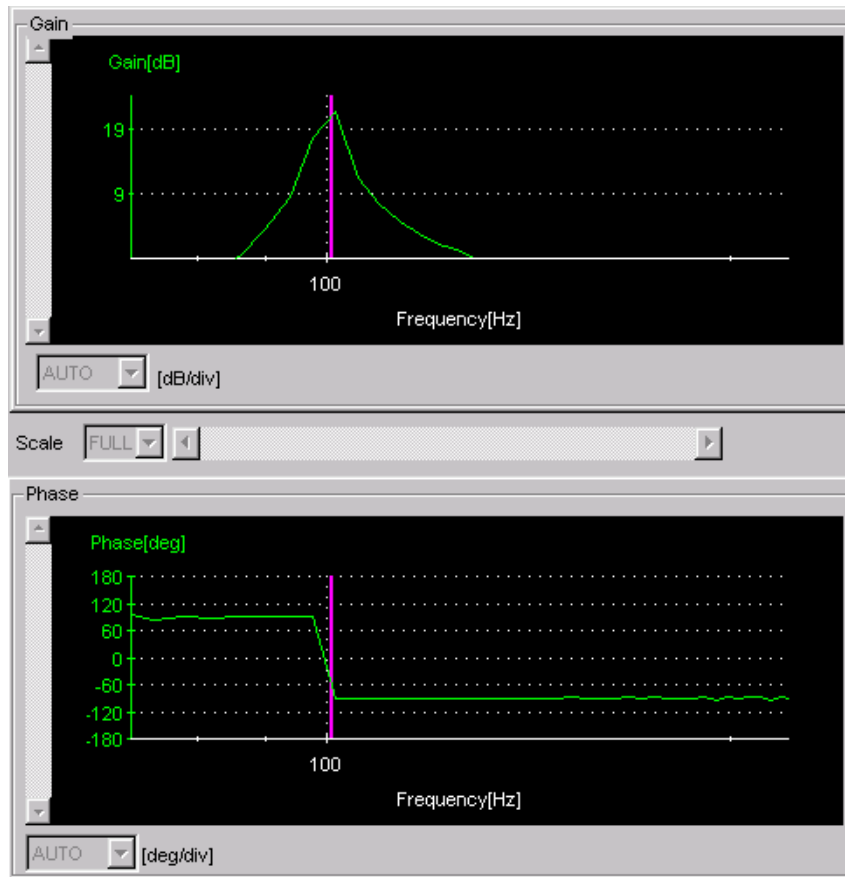 Gain
Gain[dB]
19
9
100
Frequency[Hz]
AUTO [dB/div]
Scale FULL
Phase
Phase[deg]
180
120
60
0
-60
-120
-180
100
Frequency[Hz]
AUTO [deg/div]